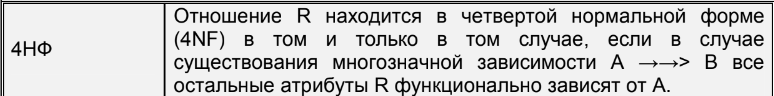 4НФ
Отношение R находится в четвертой нормальной форме
(4NF) в том и только в том случае, если в случае
существования многозначной зависимости A →→> B все
остальные атрибуты R функционально зависят от A.